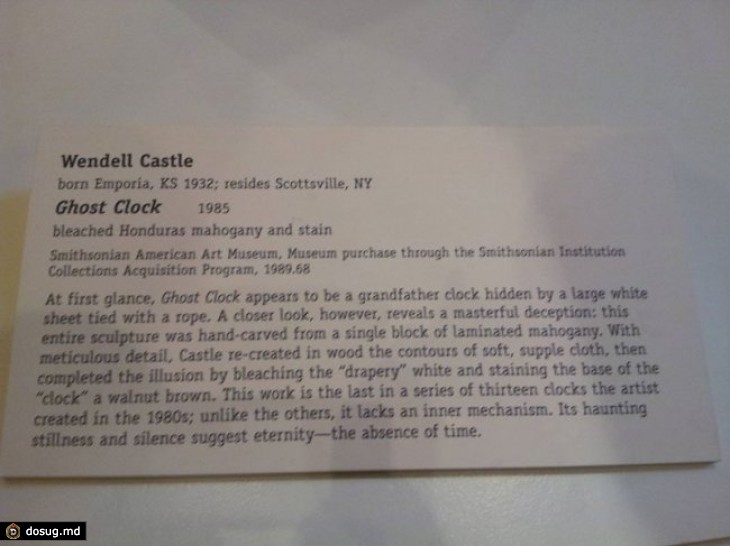 Wendell Castle
born Emporia, KS 1932; resides Scottsville, NY
Ghost Clock 1985
bleached Honduras mahogany and stain
Smithsonian American Art Museum, Museum purchase through the Smithsonian Institution
Collections Acquisition Program, 1989.68
At first glance, Ghost Clock appears to be a grandfather clock hidden by a large white
sheet tied with a rope. A closer look, however, reveals a masterful deception: this
entire sculpture was hand-carved from a single block of laminated mahogany. With
meticulous detail, Castle re-created in wood the contours of soft, supple cloth, then
completed the illusion by bleaching the “drapery” white and staining the base of the
“clock” a walnut brown. This work is the last in a series of thirteen clocks the artist
created in the 1980s; unlike the others, it lacks an inner mechanism. Its haunting
stillness and silence suggest eternity—the absence of time.
dosug.md